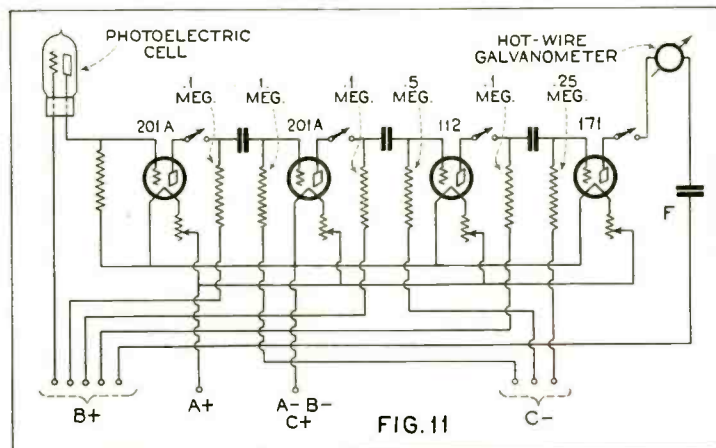 PHOTOELECTRIC
CELL
HOT-WIRE
GALVANOMETER
.1
MEG.
1.
MEG.
.1
MEG.
.5
MEG.
.1
MEG.
.25
MEG.
201A
201A
112
171
F
B+
A+
A- B-
C+
FIG.11
C-